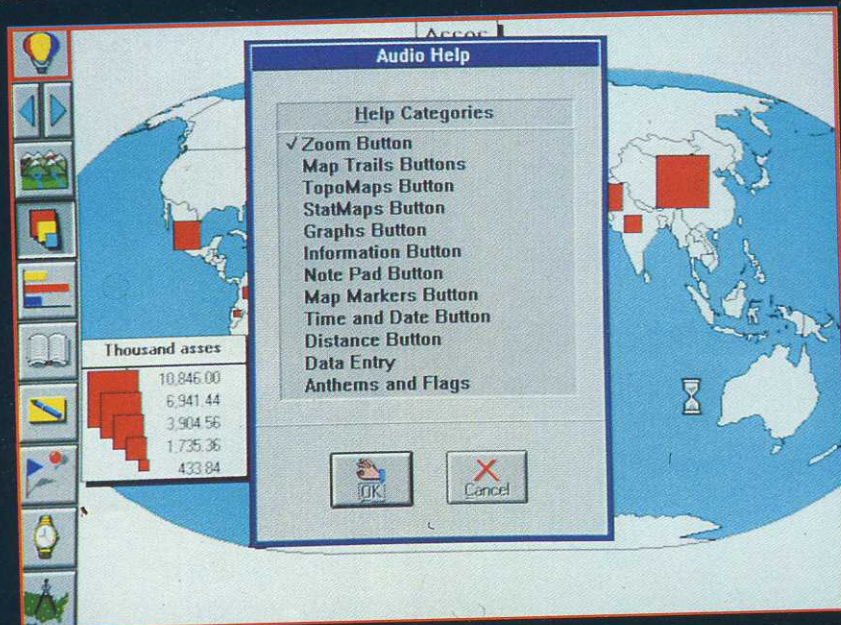 Asses
Audio Help
Help Categories
✓ Zoom Button
Map Trails Buttons
TopoMaps Button
StatMaps Button
Graphs Button
Information Button
Note Pad Button
Map Markers Button
Time and Date Button
Distance Button
Data Entry
Anthems and Flags
OK
Cancel
Thousand asses
10,846.00
6,941.44
3,904.56
1,735.36
433.84